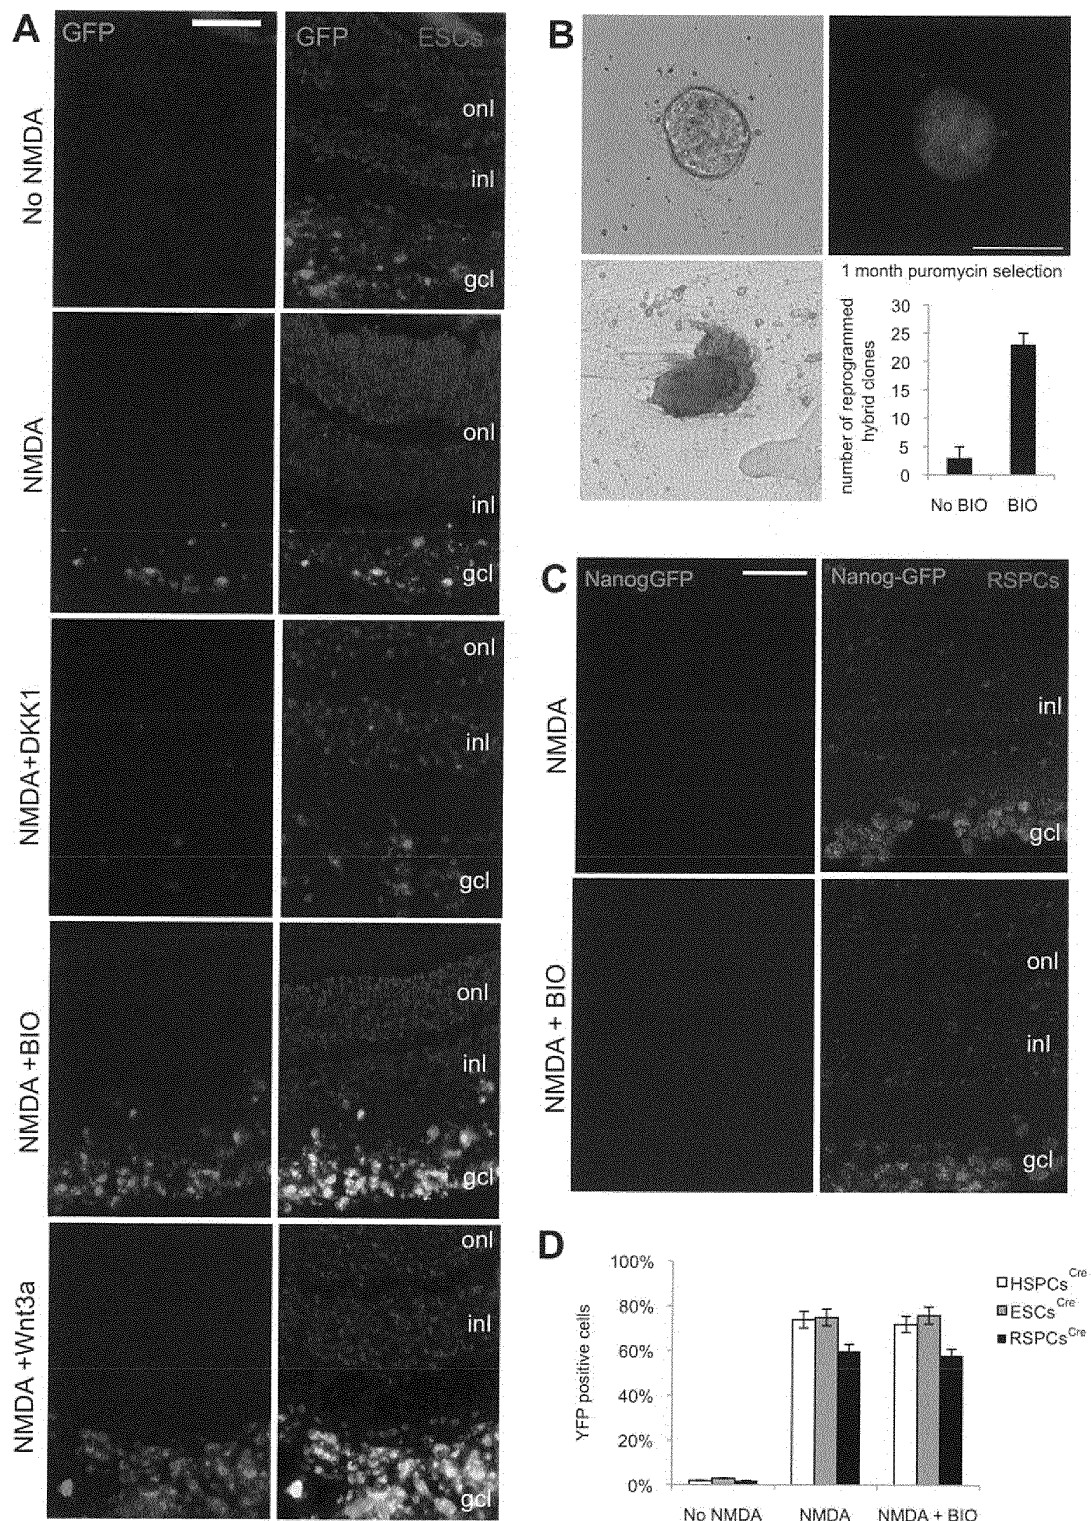 A
GFP
GFP ESCs
No NMDA
onl
inl
gcl
NMDA
onl
inl
gcl
NMDA+DKK1
onl
inl
gcl
NMDA +BIO
onl
inl
gcl
NMDA +Wnt3a
onl
inl
gcl
B
1 month puromycin selection
number of reprogrammed
hybrid clones
30
25
20
15
10
5
0
No BIO BIO
C
NanogGFP
Nanog-GFP RSPCs
NMDA
inl
gcl
NMDA + BIO
onl
inl
gcl
D
YFP positive cells
100%
80%
60%
40%
20%
0%
No NMDA NMDA NMDA + BIO
HSPCs Cre
ESCs Cre
RSPCs Cre